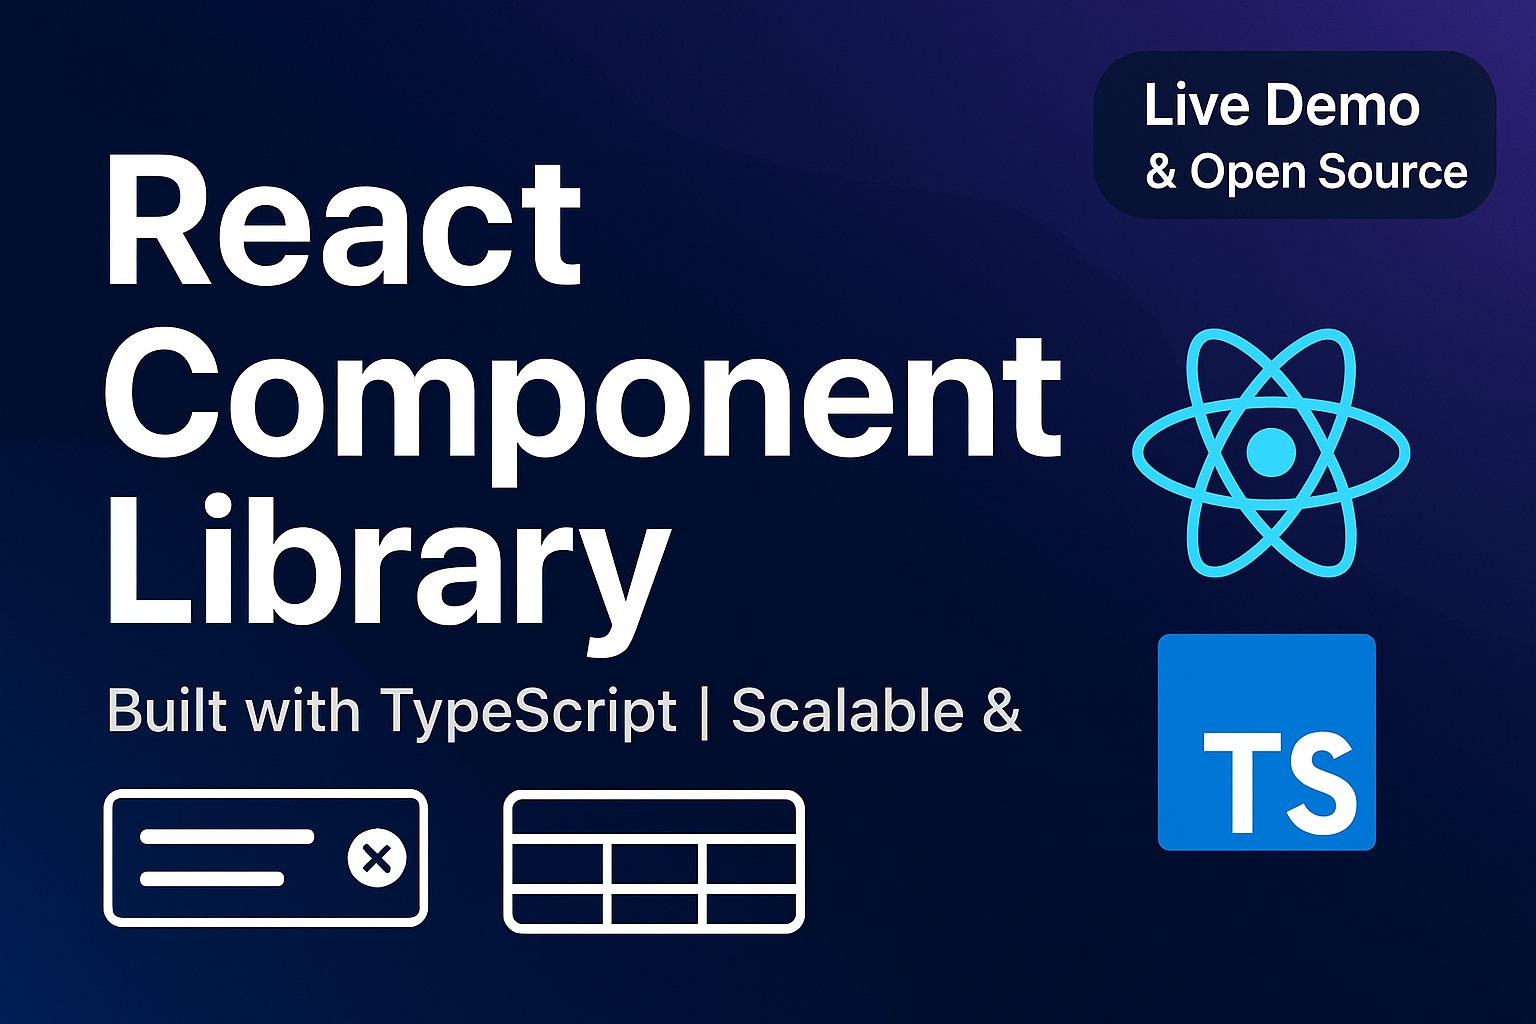 Live Demo
& Open Source
React
Component
Library
Built with TypeScript | Scalable &
TS